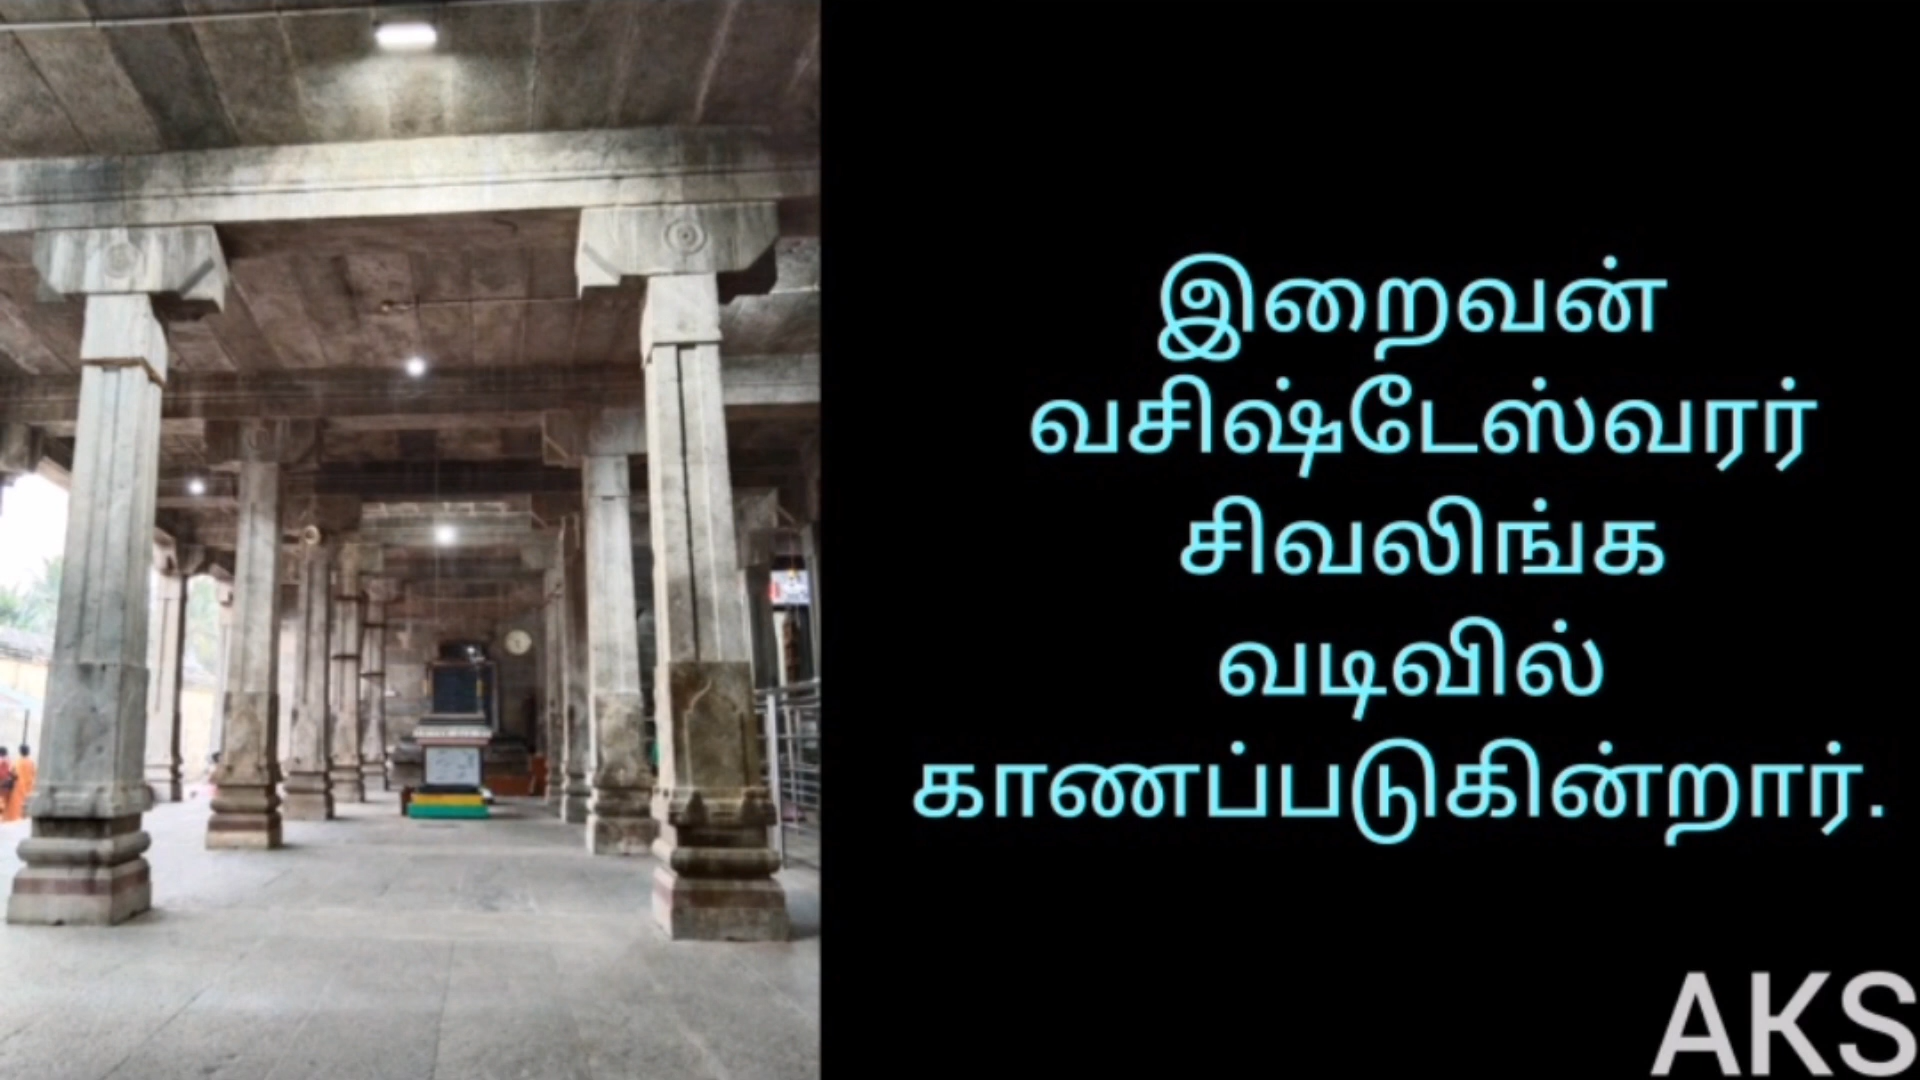 இறைவன்
வசிஷ்டேஸ்வரர்
சிவலிங்க
வடிவில்
காணப்படுகின்றார்.
AKS